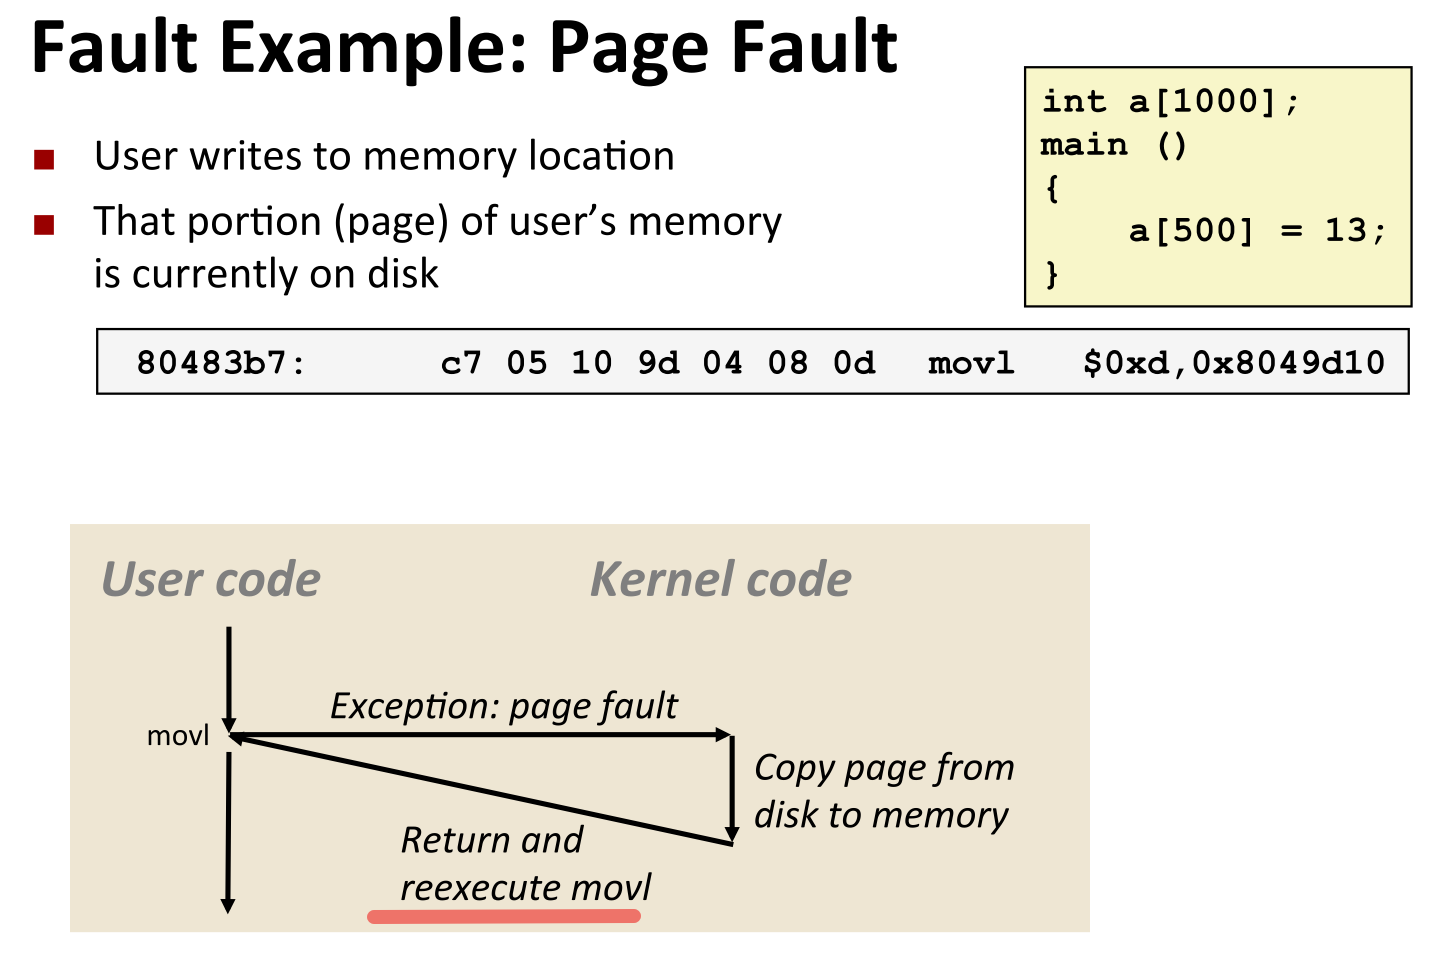 Fault Example: Page Fault
User writes to memory location
That portion (page) of user’s memory
is currently on disk
int a[1000];
main ()
{
    a[500] = 13;
}
80483b7:      c7 05 10 9d 04 08 0d  movl   $0xd,0x8049d10
User code
Kernel code
Exception: page fault
movl
Copy page from
disk to memory
Return and
reexecute movl